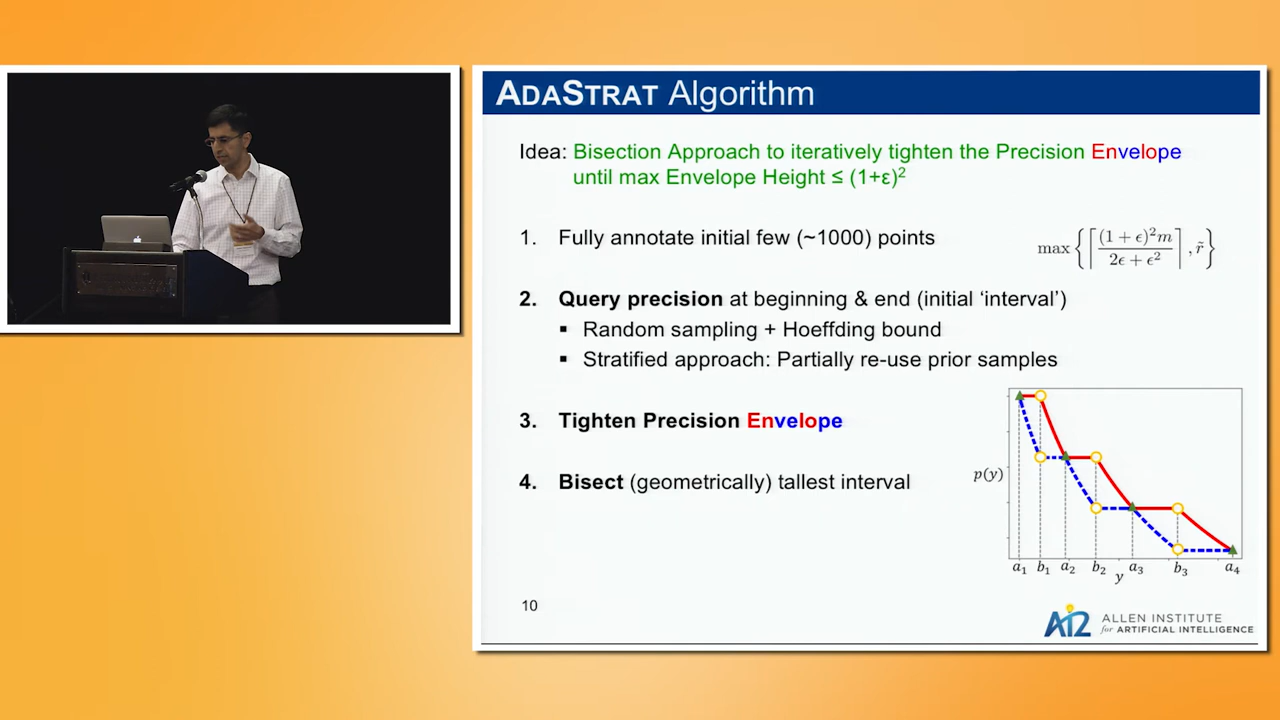 ADASTRAT Algorithm
Idea: Bisection Approach to iteratively tighten the Precision Envelope
until max Envelope Height ≤ (1+ε)²
1. Fully annotate initial few (~1000) points
max { ⌈ (1 + ϵ)²m / 2ϵ + ϵ² ⌉ , r̃ }
2. Query precision at beginning & end (initial ‘interval’)
▪ Random sampling + Hoeffding bound
▪ Stratified approach: Partially re-use prior samples
3. Tighten Precision Envelope
4. Bisect (geometrically) tallest interval
p(y)
a₁ b₁ a₂ b₂ a₃ b₃ a₄
y
10
Ai2 ALLEN INSTITUTE
for ARTIFICIAL INTELLIGENCE